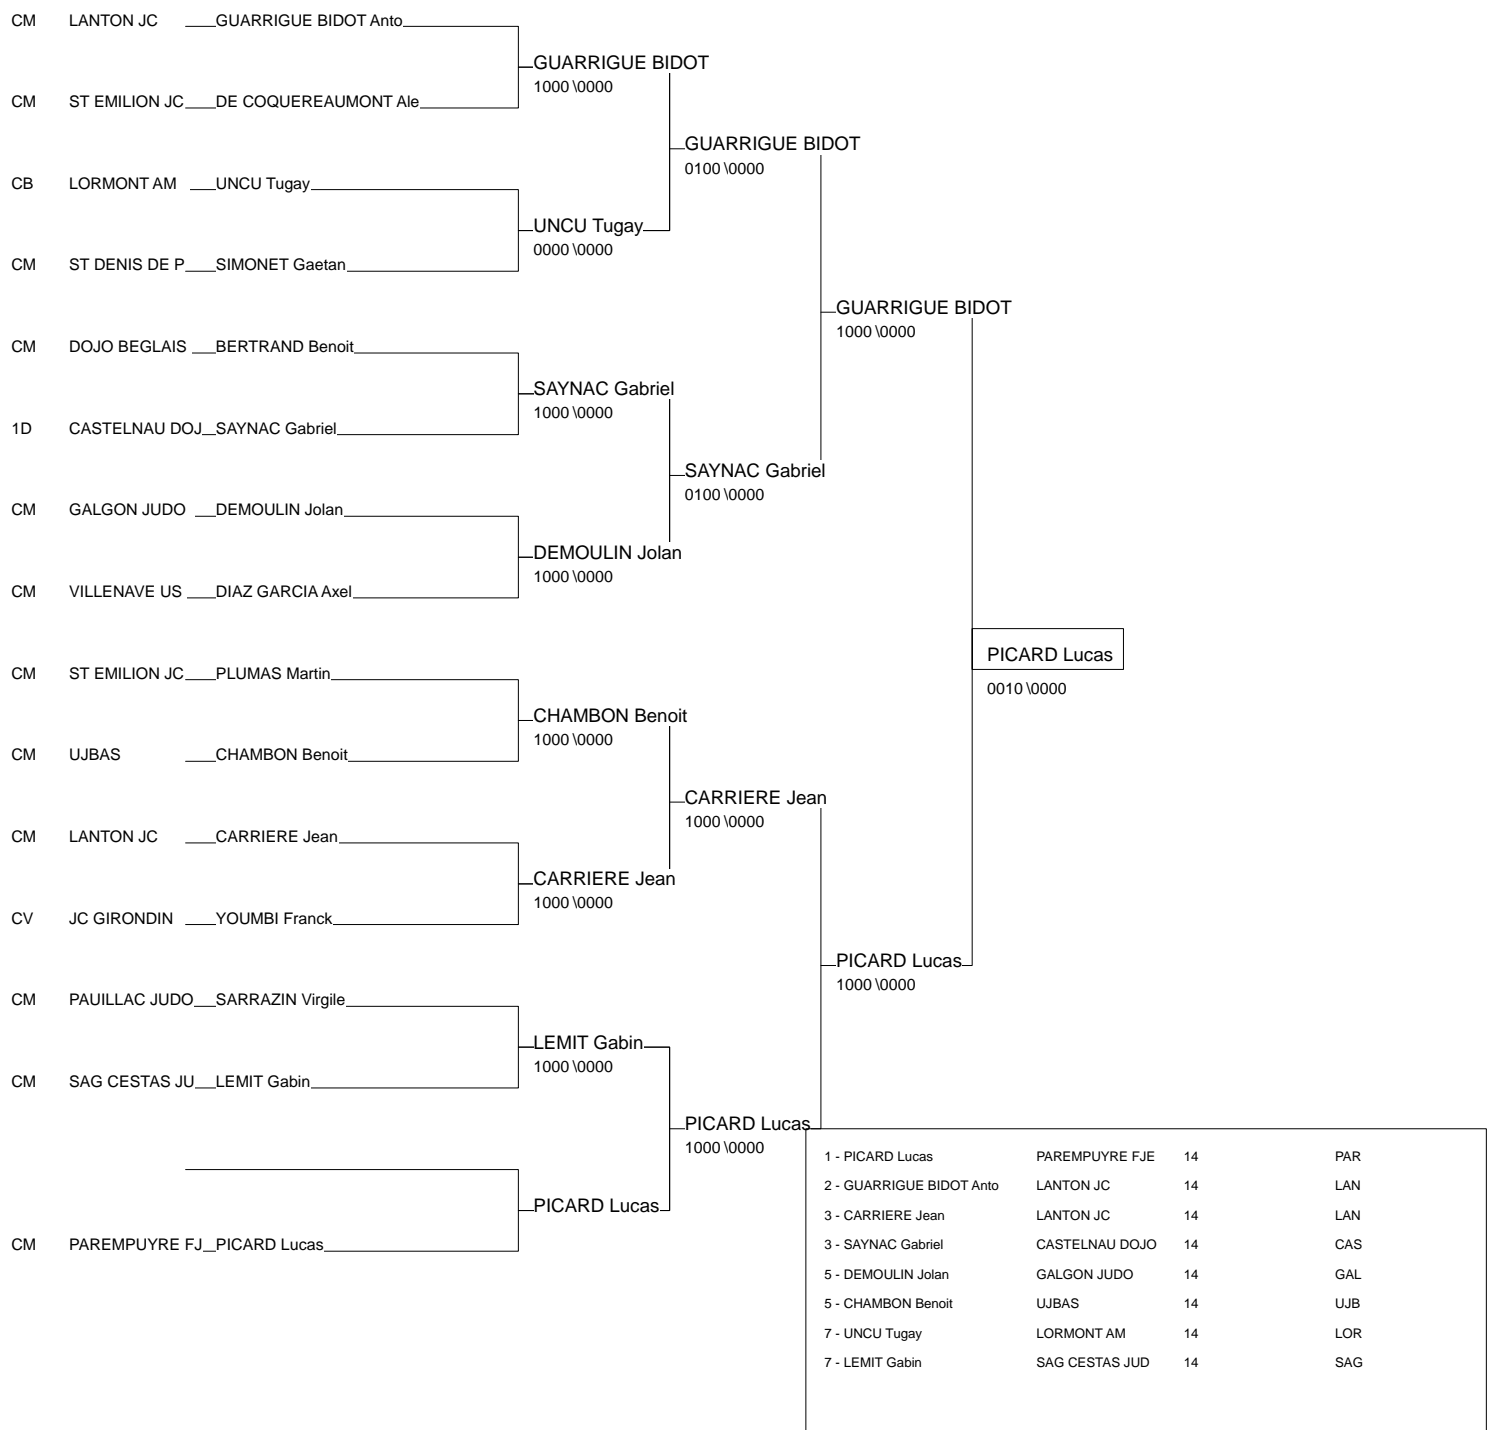 CM LANTON JC GUARRIGUE BIDOT Anto
GUARRIGUE BIDOT
1000 \0000
CM ST EMILION JC DE COQUEREAUMONT Ale
GUARRIGUE BIDOT
0100 \0000
CB LORMONT AM UNCU Tugay
UNCU Tugay
0000 \0000
CM ST DENIS DE P SIMONET Gaetan
GUARRIGUE BIDOT
1000 \0000
CM DOJO BEGLAIS BERTRAND Benoit
SAYNAC Gabriel
1000 \0000
1D CASTELNAU DOJ SAYNAC Gabriel
SAYNAC Gabriel
0100 \0000
CM GALGON JUDO DEMOULIN Jolan
DEMOULIN Jolan
1000 \0000
CM VILLENAVE US DIAZ GARCIA Axel
PICARD Lucas
0010 \0000
CM ST EMILION JC PLUMAS Martin
CHAMBON Benoit
1000 \0000
CM UJBAS CHAMBON Benoit
CARRIERE Jean
1000 \0000
CM LANTON JC CARRIERE Jean
CARRIERE Jean
1000 \0000
CV JC GIRONDIN YOUMBI Franck
PICARD Lucas
1000 \0000
CM PAUILLAC JUDO SARRAZIN Virgile
LEMIT Gabin
1000 \0000
CM SAG CESTAS JU LEMIT Gabin
PICARD Lucas
1000 \0000
PICARD Lucas
CM PAREMPUYRE FJ PICARD Lucas
1 - PICARD Lucas PAREMPUYRE FJE 14 PAR
2 - GUARRIGUE BIDOT Anto LANTON JC 14 LAN
3 - CARRIERE Jean LANTON JC 14 LAN
3 - SAYNAC Gabriel CASTELNAU DOJO 14 CAS
5 - DEMOULIN Jolan GALGON JUDO 14 GAL
5 - CHAMBON Benoit UJBAS 14 UJB
7 - UNCU Tugay LORMONT AM 14 LOR
7 - LEMIT Gabin SAG CESTAS JUD 14 SAG